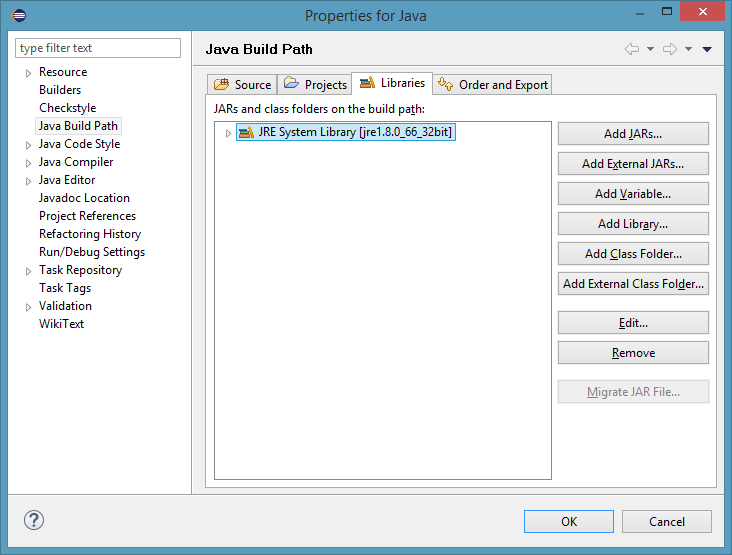 Properties for Java
type filter text
Resource
Builders
Checkstyle
Java Build Path
Java Code Style
Java Compiler
Java Editor
Javadoc Location
Project References
Refactoring History
Run/Debug Settings
Task Repository
Task Tags
Validation
WikiText
Java Build Path
Source Projects Libraries Order and Export
JARs and class folders on the build path:
JRE System Library [jre1.8.0_66_32bit]
Add JARs...
Add External JARs...
Add Variable...
Add Library...
Add Class Folder...
Add External Class Folder...
Edit...
Remove
Migrate JAR File...
?
OK Cancel